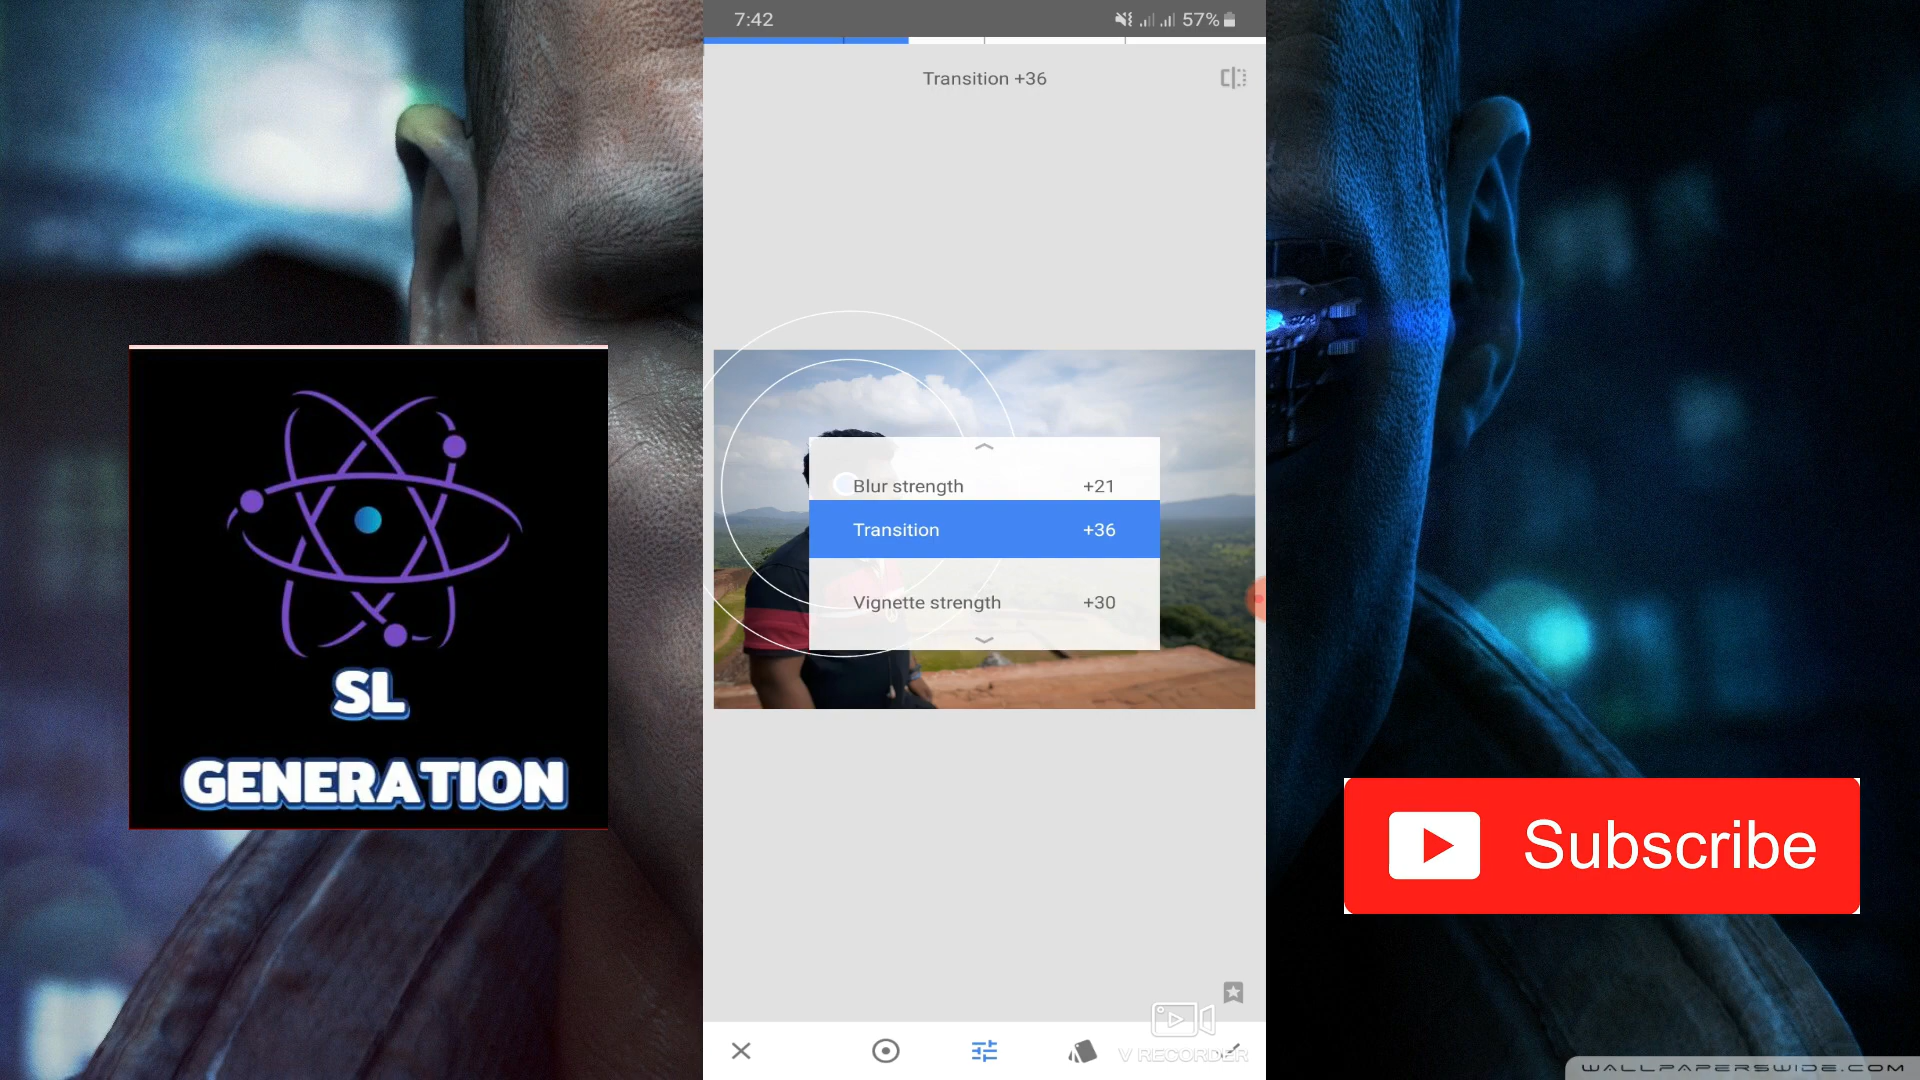 7:42
57%
Transition +36
Blur strength +21
Transition +36
Vignette strength +30
SL
GENERATION
Subscribe
V RECORDER
WALLPAPERSWIDE.COM